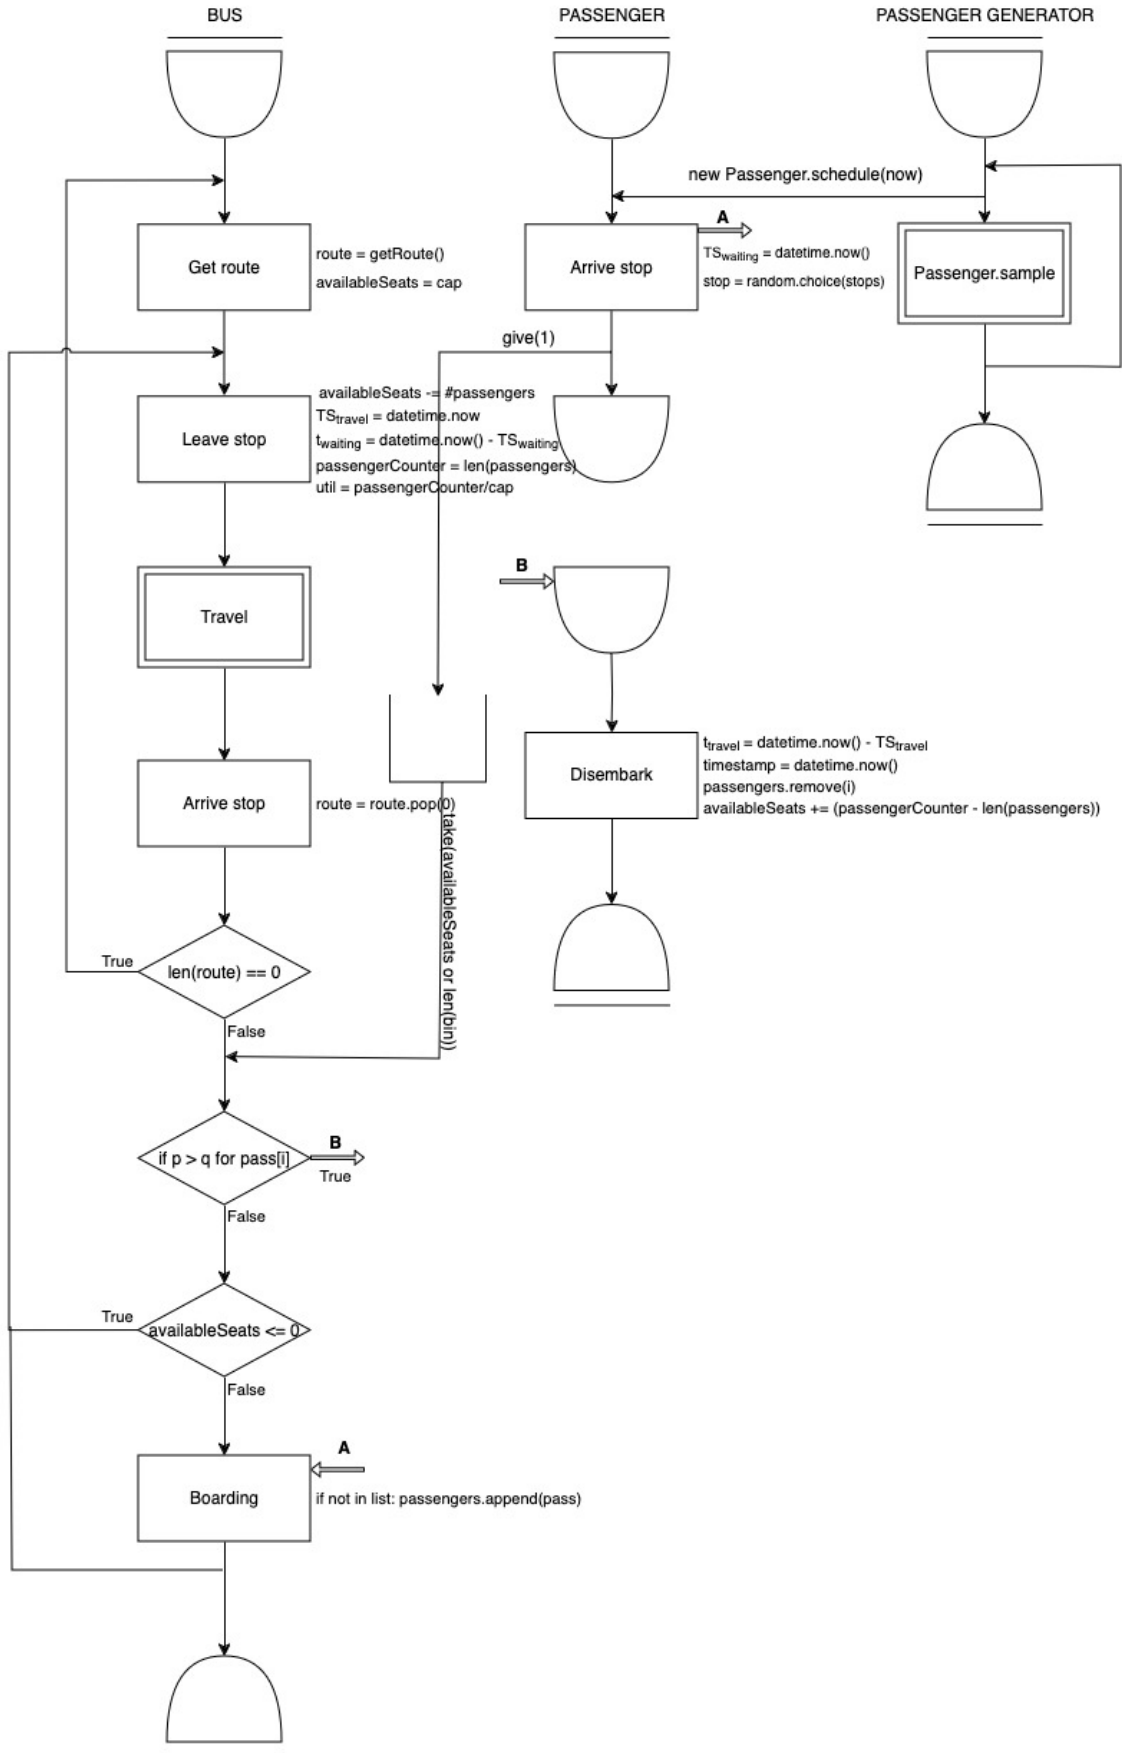 BUS
PASSENGER
PASSENGER GENERATOR
new Passenger.schedule(now)
A
Get route
route = getRoute()
availableSeats = cap
Arrive stop
TSwaiting = datetime.now()
stop = random.choice(stops)
Passenger.sample
give(1)
Leave stop
availableSeats -= #passengers
TStravel = datetime.now
twaiting = datetime.now() - TSwaiting
passengerCounter = len(passengers)
util = passengerCounter/cap
B
Travel
Disembark
ttravel = datetime.now() - TStravel
timestamp = datetime.now()
passengers.remove(i)
availableSeats += (passengerCounter - len(passengers))
Arrive stop
route = route.pop(0)
take(availableSeats or len(bin))
True
len(route) == 0
False
if p > q for pass[i]
B
True
False
True
availableSeats <= 0
False
A
Boarding
if not in list: passengers.append(pass)